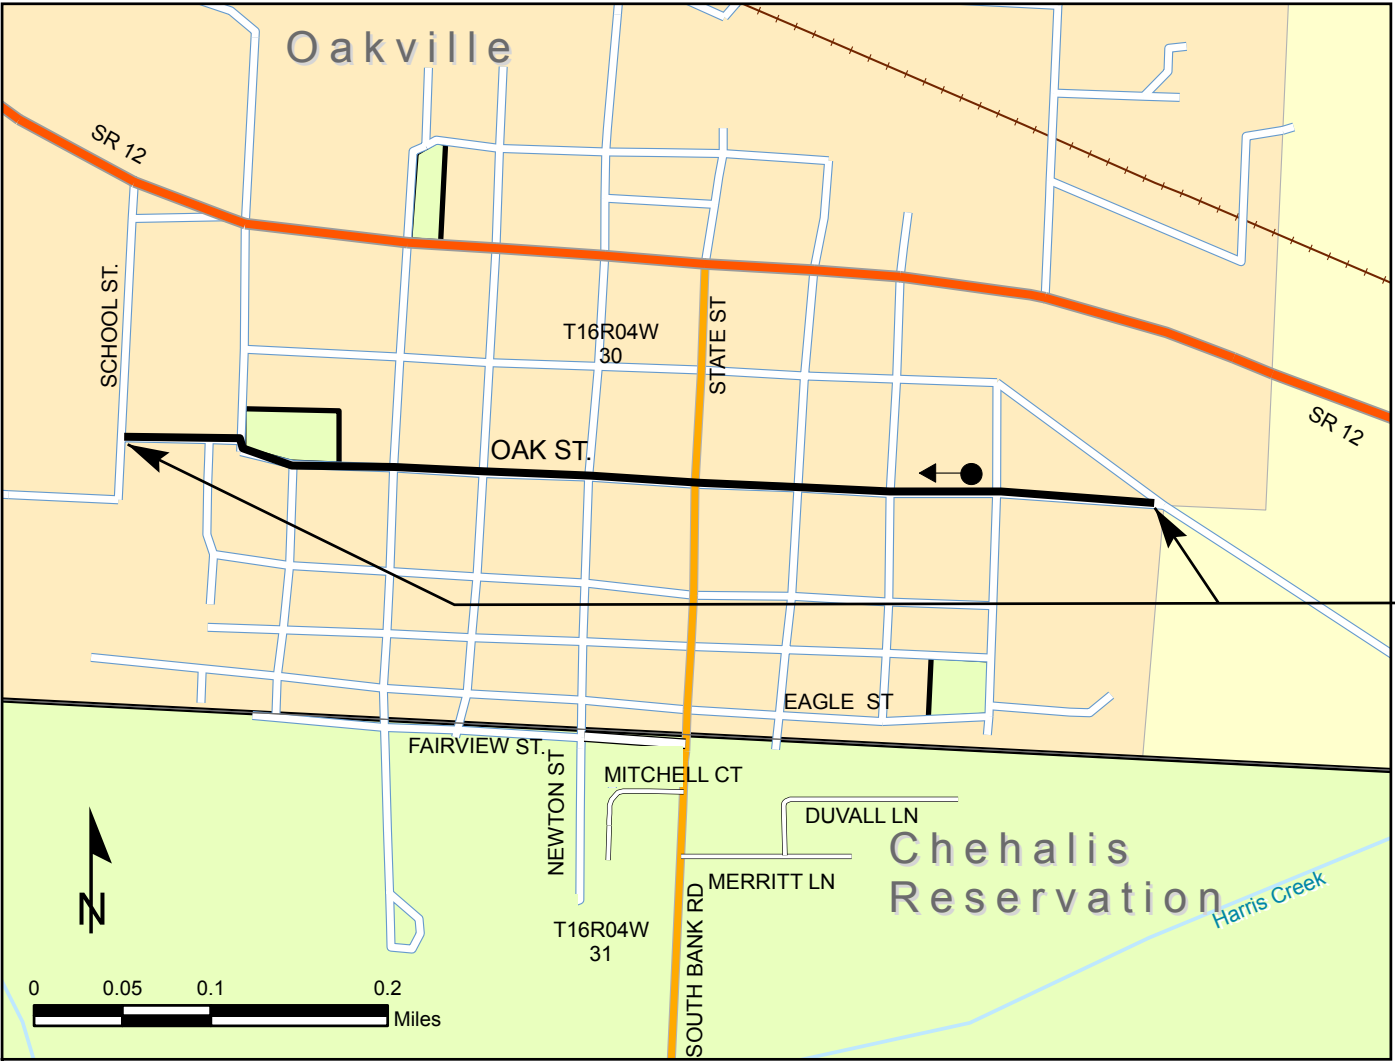 Oakville
SR 12
SCHOOL ST.
T16R04W
30
STATE ST
SR 12
OAK ST.
EAGLE ST
FAIRVIEW ST.
NEWTON ST
MITCHELL CT
DUVALL LN
MERRITT LN
Chehalis
Reservation
Harris Creek
T16R04W
31
SOUTH BANK RD
N
0 0.05 0.1 0.2
Miles